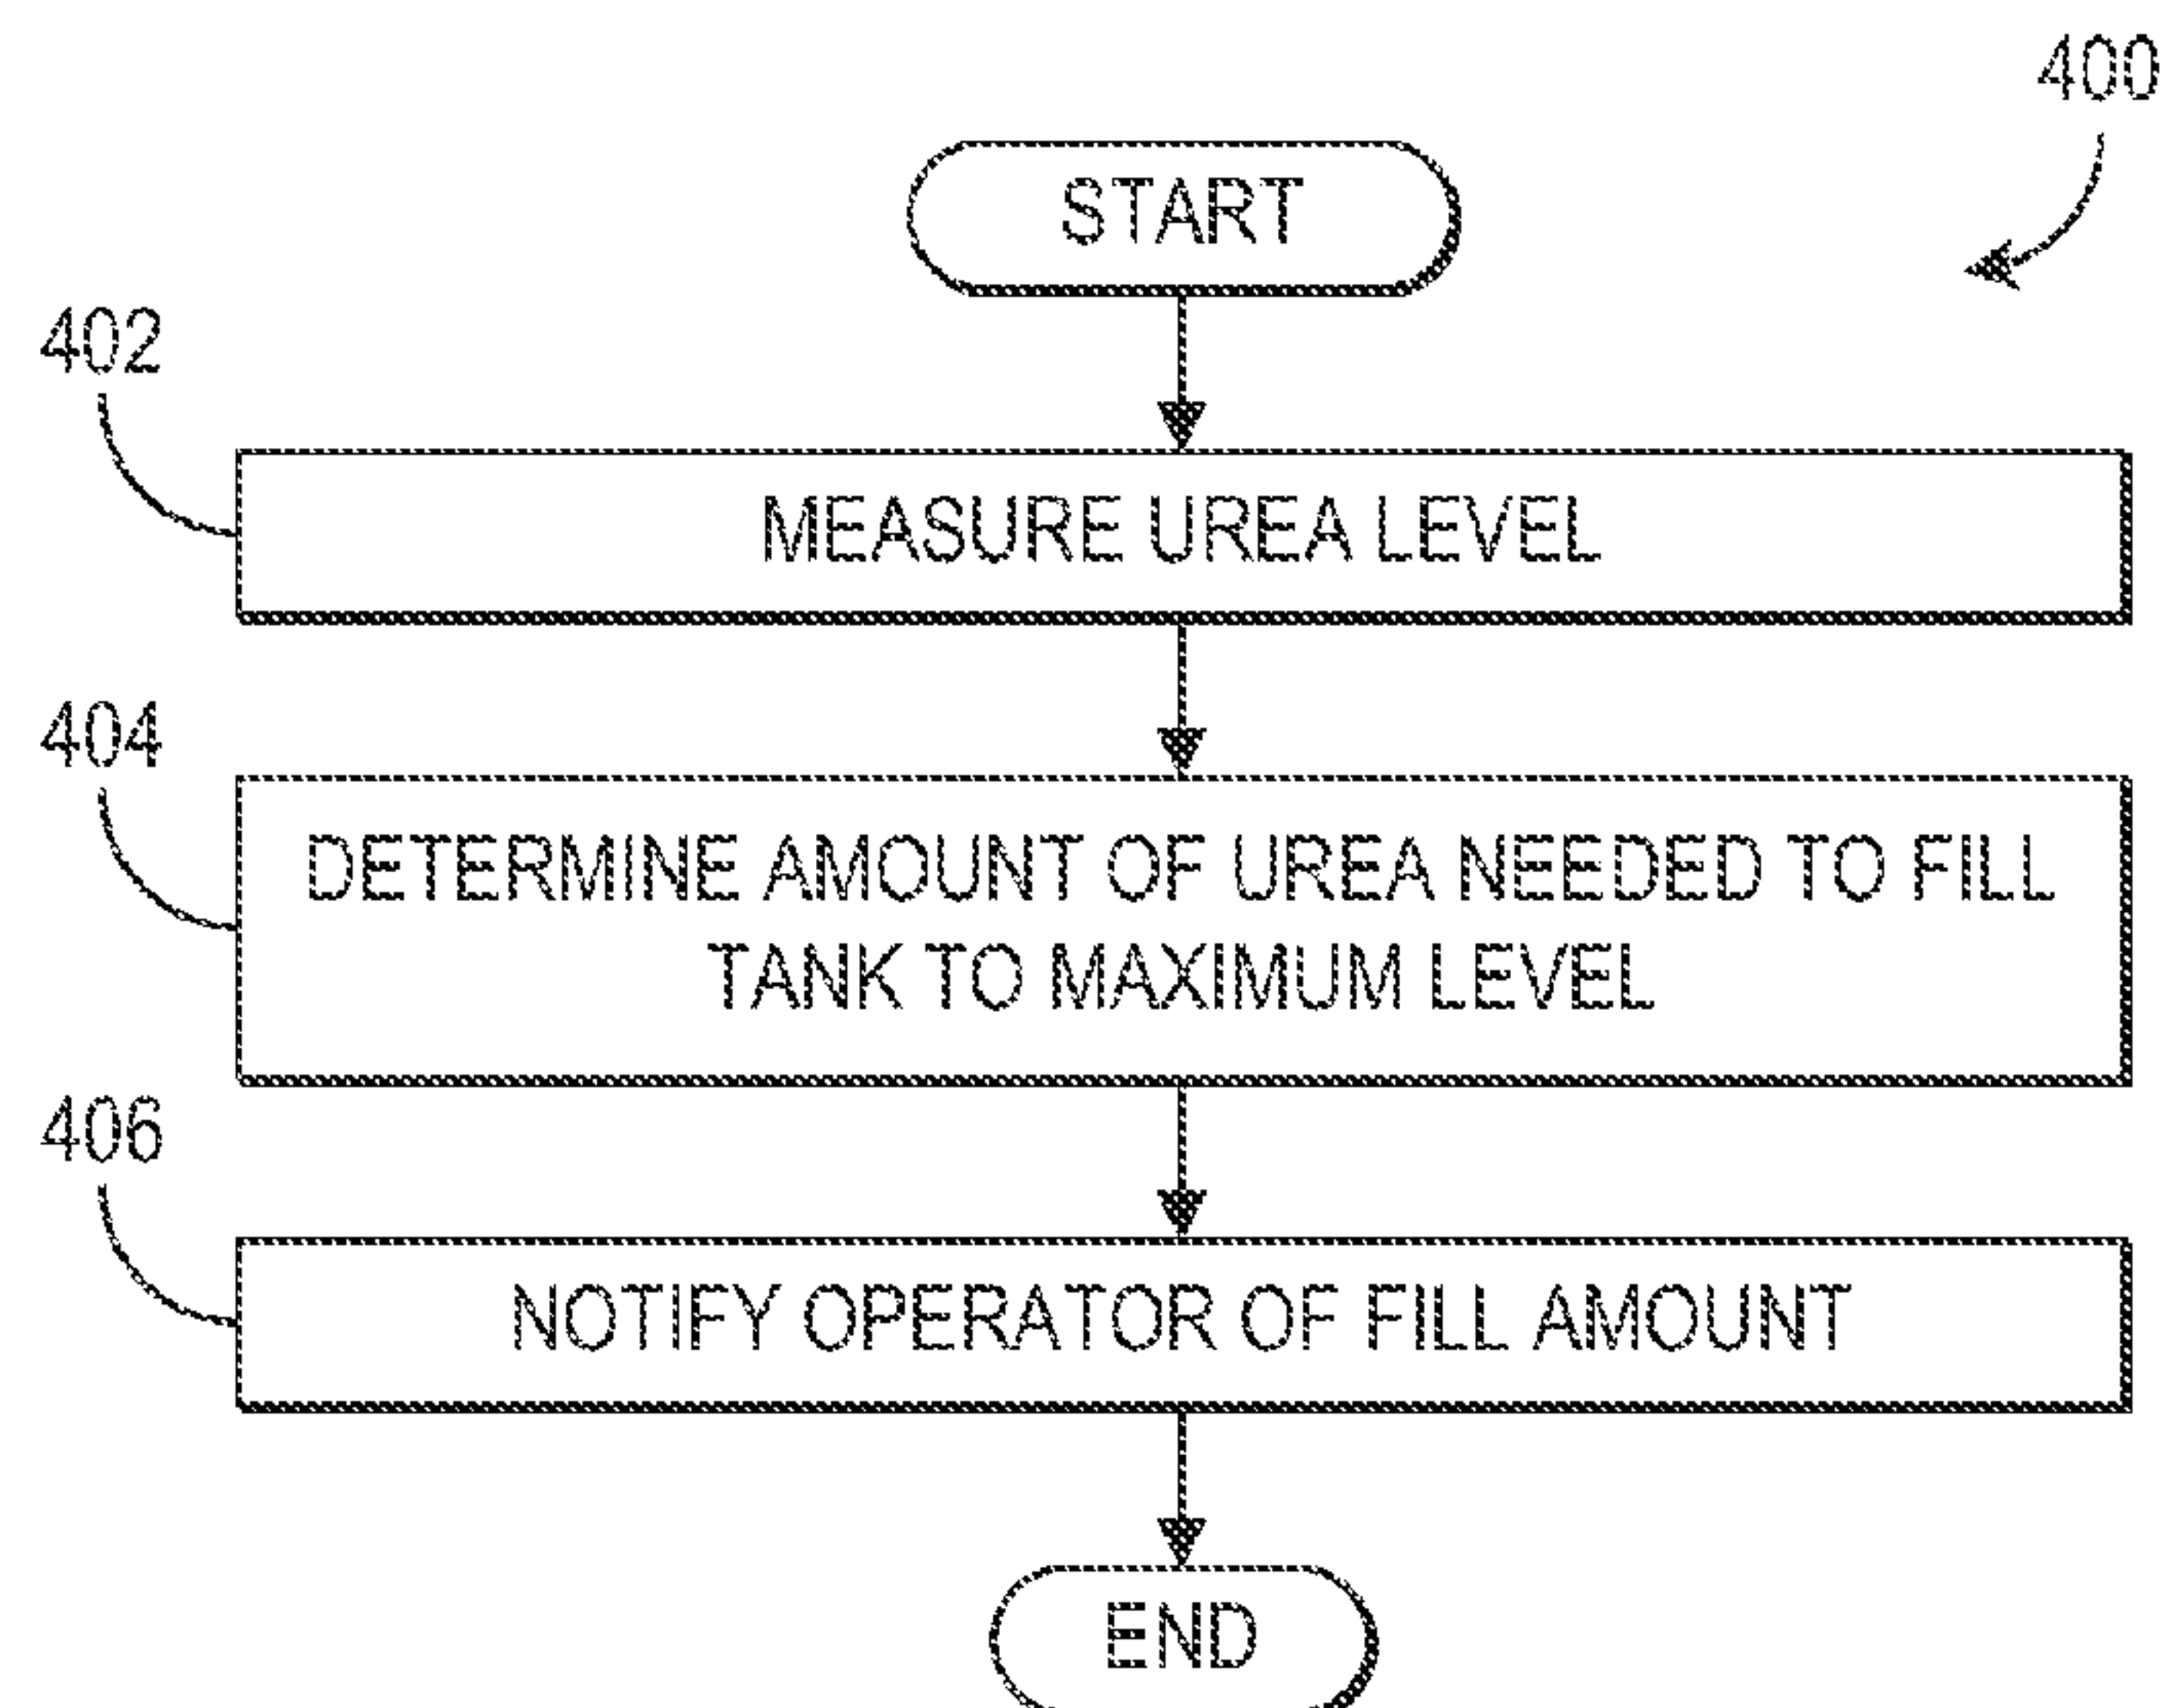 400
START
402
MEASURE UREA LEVEL
404
DETERMINE AMOUNT OF UREA NEEDED TO FILL
TANK TO MAXIMUM LEVEL
406
NOTIFY OPERATOR OF FILL AMOUNT
END